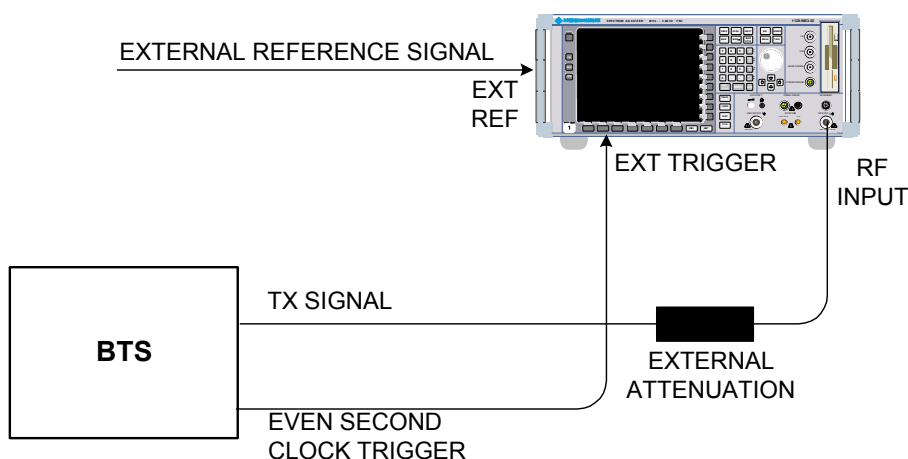 EXTERNAL REFERENCE SIGNAL
EXT
REF
EXT TRIGGER
RF
INPUT
TX SIGNAL
BTS
EXTERNAL
ATTENUATION
EVEN SECOND
CLOCK TRIGGER